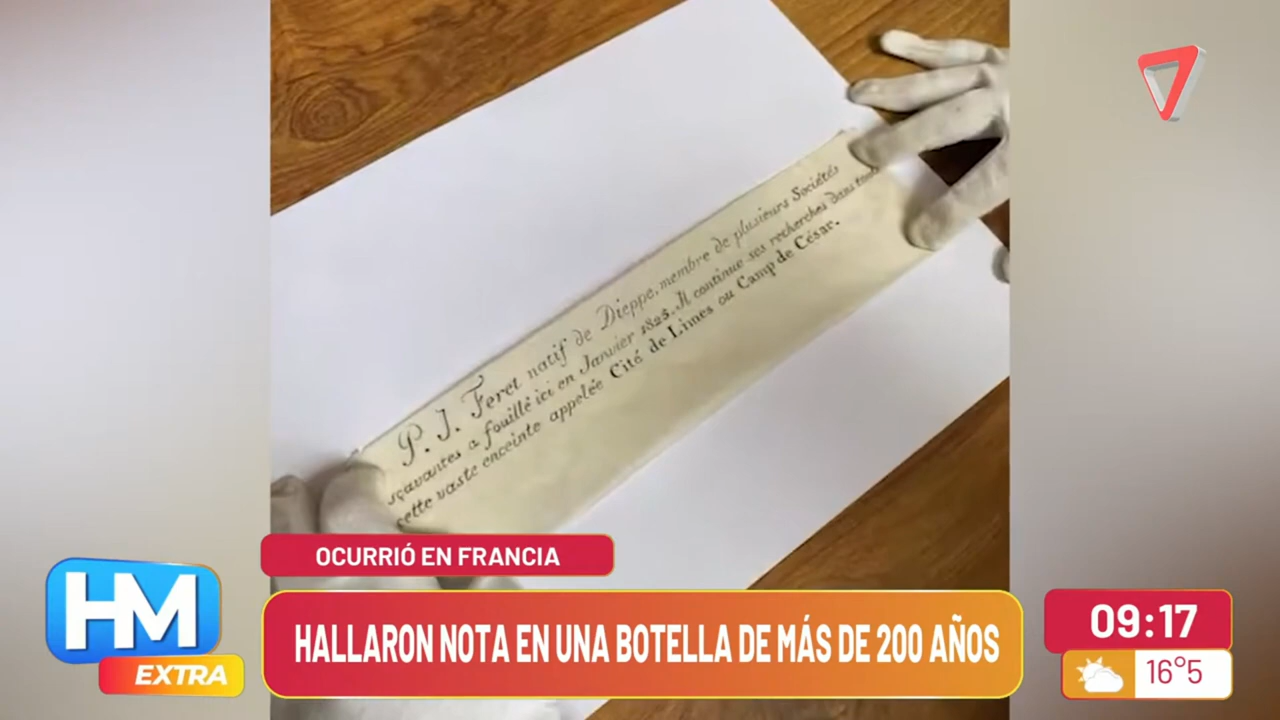 P. J. Feret natif de Dieppe, membre de plusieurs Sociétés
sçavantes a fouillé ici en Janvier 1825. Il continue ses recherches dans toute
cette vaste enceinte appelée Cité de Limes ou Camp de César.
OCURRIÓ EN FRANCIA
HALLARON NOTA EN UNA BOTELLA DE MÁS DE 200 AÑOS
HM
EXTRA
09:17
16°5
7